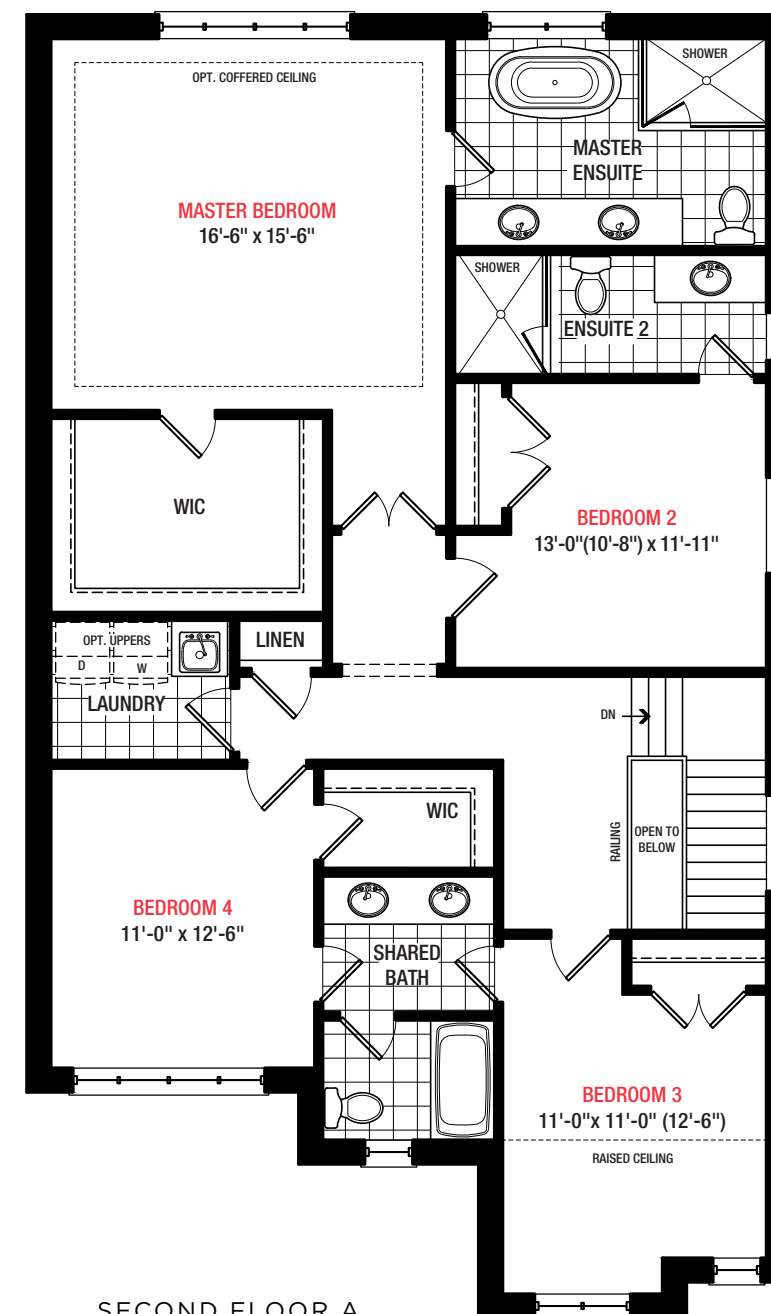 OPT. COFFERED CEILING
SHOWER
MASTER
ENSUITE
MASTER BEDROOM
16'-6" x 15'-6"
SHOWER
ENSUITE 2
WIC
BEDROOM 2
13'-0"(10'-8") x 11'-11"
OPT. UPPERS
D
W
LINEN
LAUNDRY
DN
WIC
RAILING
OPEN TO
BELOW
BEDROOM 4
11'-0" x 12'-6"
SHARED
BATH
BEDROOM 3
11'-0"x 11'-0" (12'-6")
RAISED CEILING
SECOND FLOOR A